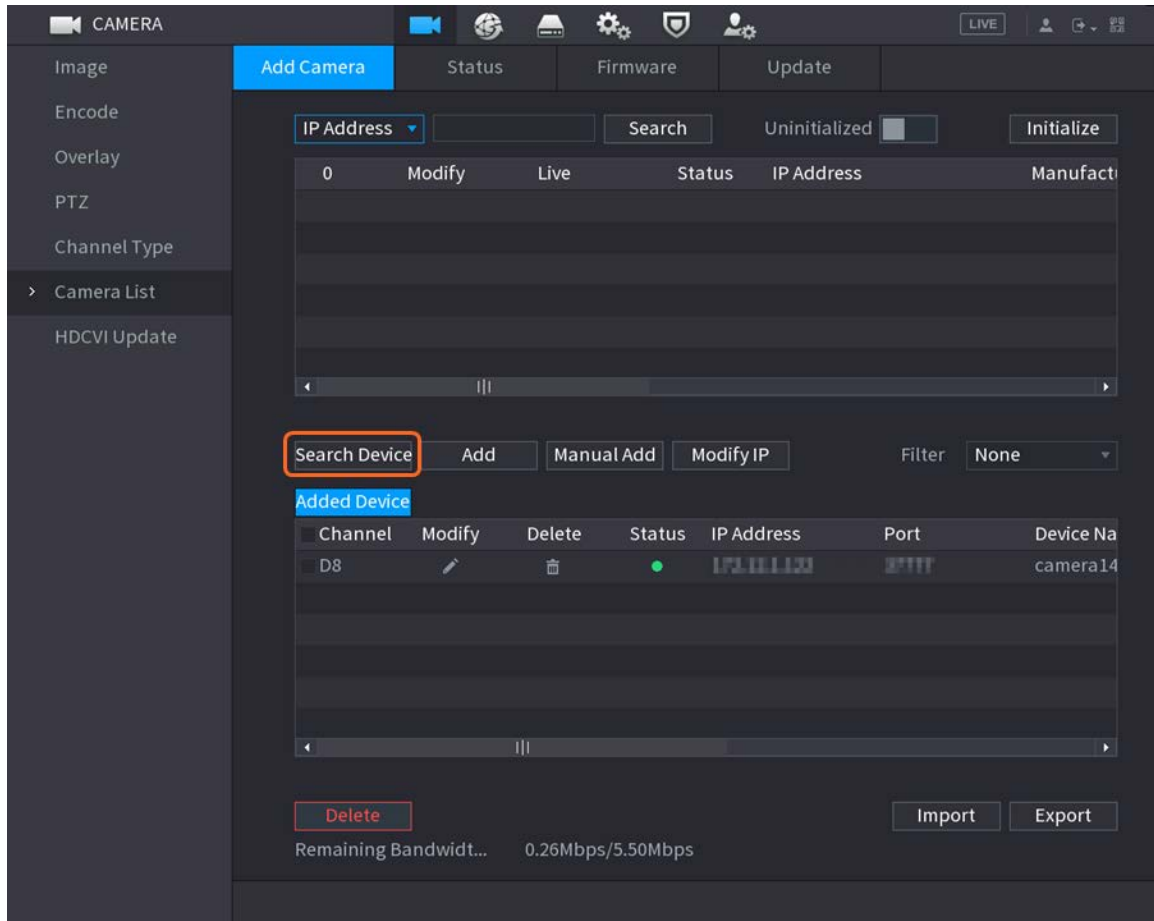 CAMERA
LIVE
Image
Encode
Overlay
PTZ
Channel Type
Camera List
HDCVI Update
Add Camera Status Firmware Update
IP Address Search Uninitialized Initialize
0 Modify Live Status IP Address Manufact
Search Device Add Manual Add Modify IP Filter None
Added Device
Channel Modify Delete Status IP Address Port Device Na
D8 camera14
Delete Import Export
Remaining Bandwidt... 0.26Mbps/5.50Mbps